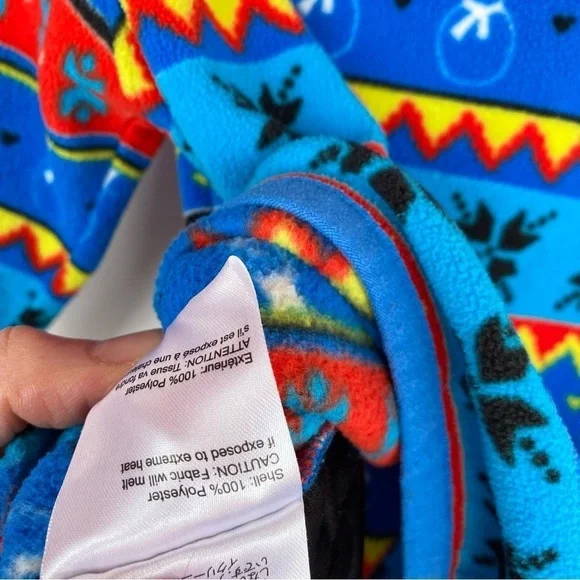 Shell: 100% Polyester
CAUTION: Fabric will melt
if exposed to extreme heat
Extérieur: 100% Polyester
ATTENTION: Tissue va fondre
s'il est exposé à une chaleur